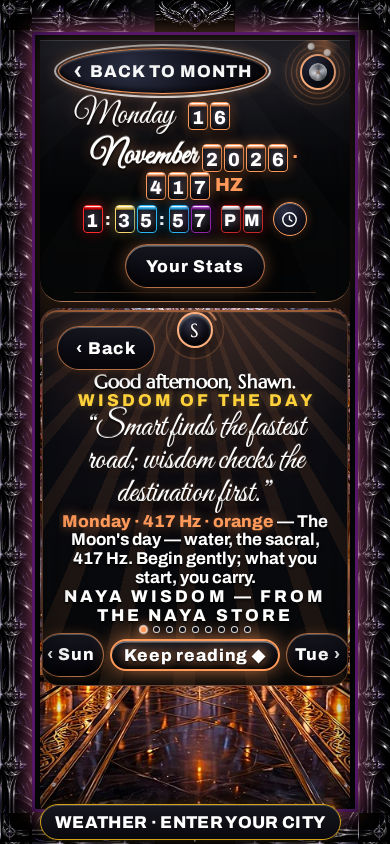 ‹ BACK TO MONTH
Monday 16
November 2026 ·
417 HZ
1:35:57 PM
Your Stats
S
‹ Back
Good afternoon, Shawn.
WISDOM OF THE DAY
“Smart finds the fastest
road; wisdom checks the
destination first.”
Monday · 417 Hz · orange — The
Moon's day — water, the sacral,
417 Hz. Begin gently; what you
start, you carry.
NAYA WISDOM — FROM
THE NAYA STORE
‹ Sun
Keep reading ◆
Tue ›
WEATHER · ENTER YOUR CITY